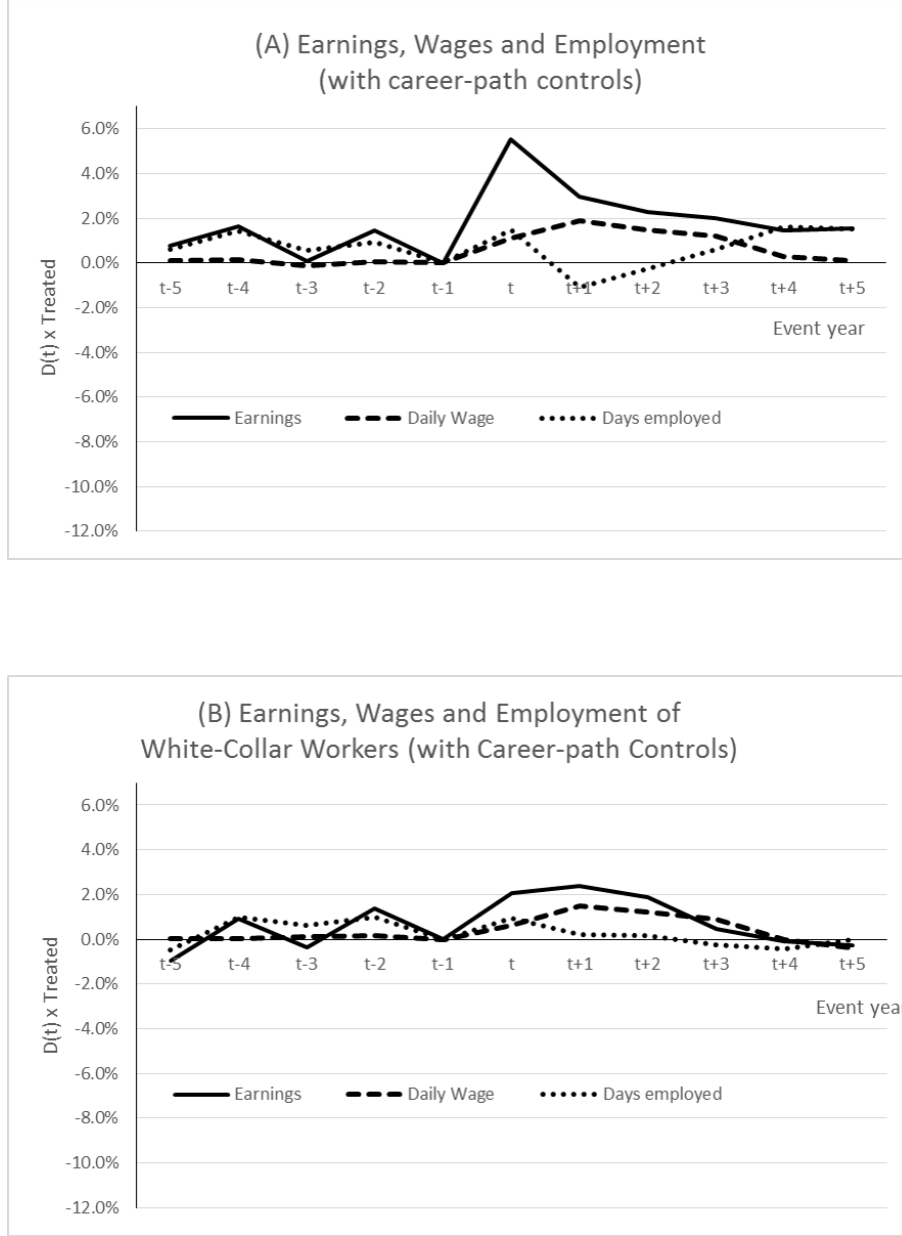 (A) Earnings, Wages and Employment
(with career-path controls)
6.0%
4.0%
2.0%
0.0%
-2.0%
-4.0%
-6.0%
-8.0%
-10.0%
-12.0%
D(t) x Treated
t-5 t-4 t-3 t-2 t-1 t t+1 t+2 t+3 t+4 t+5
Event year
Earnings Daily Wage Days employed
(B) Earnings, Wages and Employment of
White-Collar Workers (with Career-path Controls)
6.0%
4.0%
2.0%
0.0%
-2.0%
-4.0%
-6.0%
-8.0%
-10.0%
-12.0%
D(t) x Treated
t-5 t-4 t-3 t-2 t-1 t t+1 t+2 t+3 t+4 t+5
Event year
Earnings Daily Wage Days employed